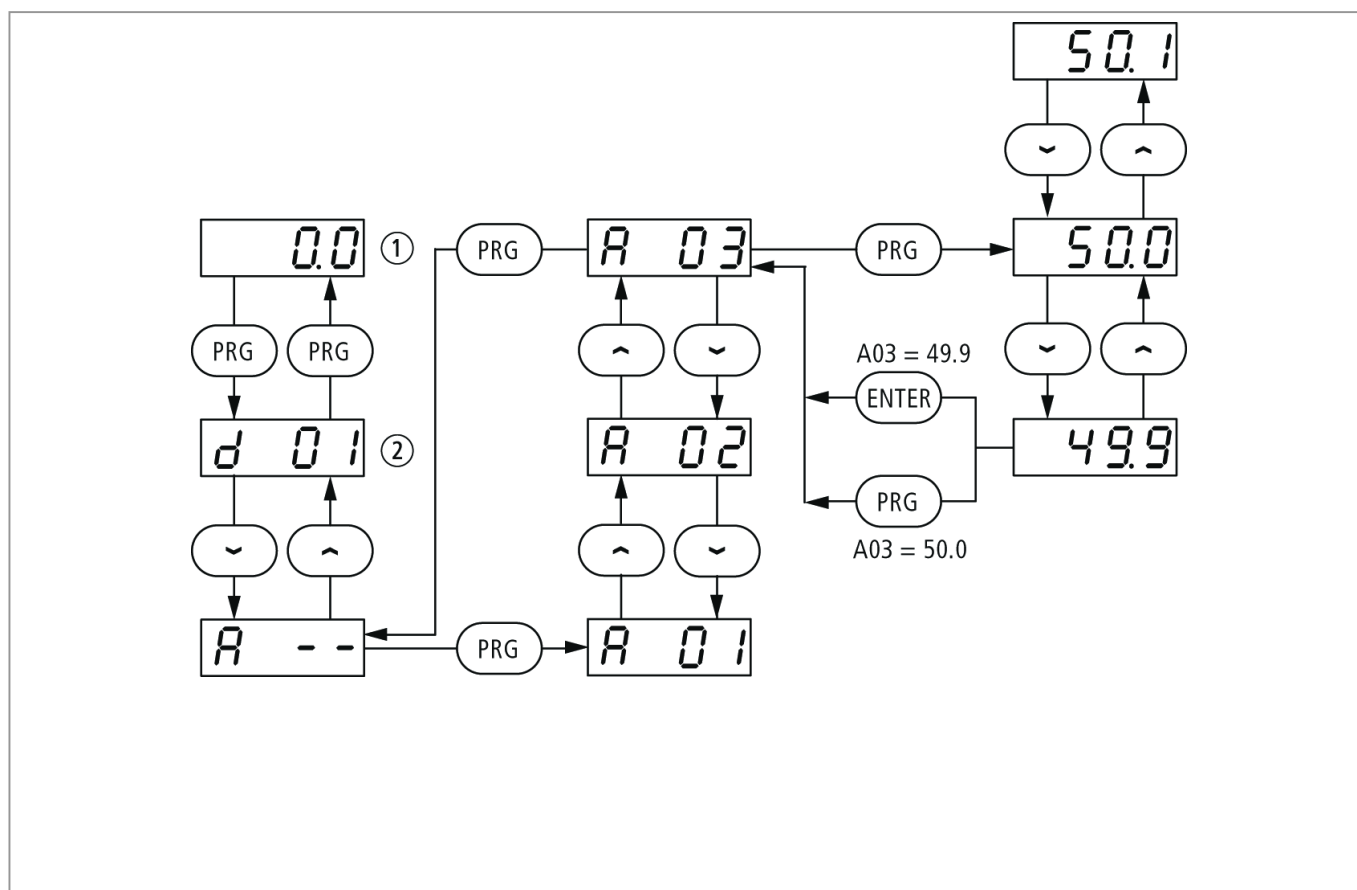 50.1
0.0
①
PRG
A 03
PRG
50.0
PRG
PRG
A03 = 49.9
ENTER
d 01
②
A 02
49.9
PRG
A03 = 50.0
A --
PRG
A 01